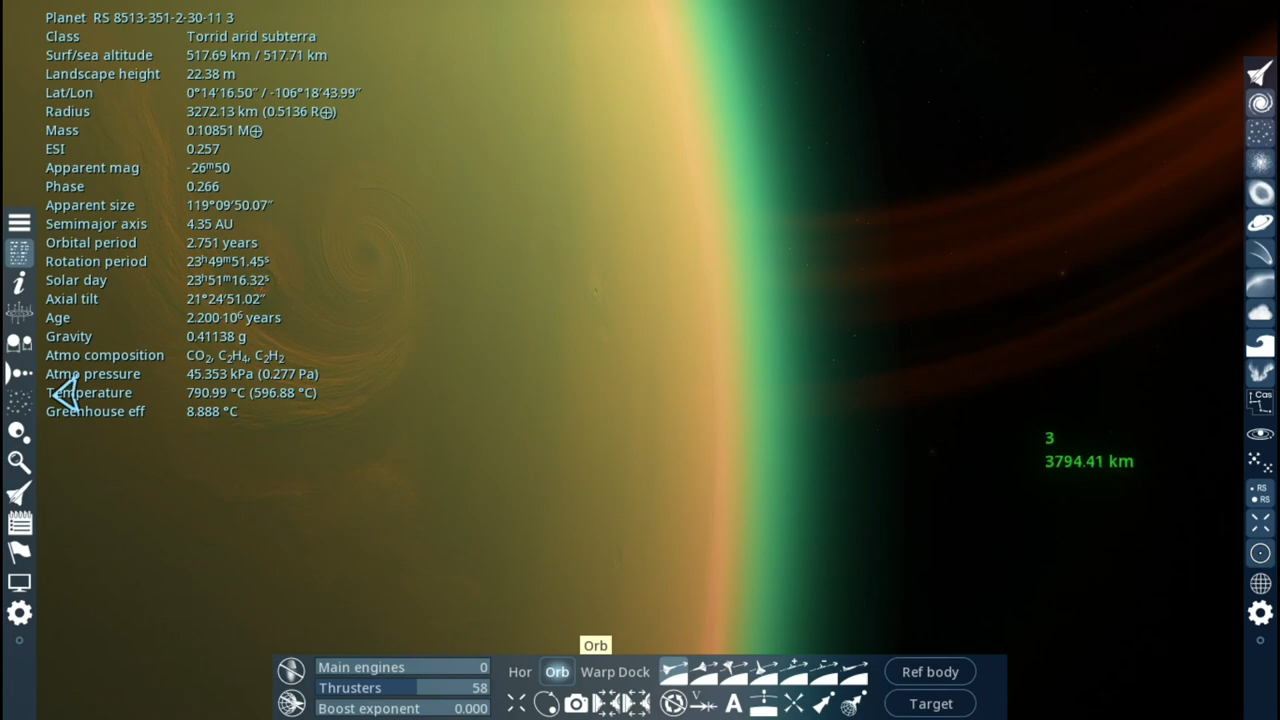 Planet RS 8513-351-2-30-11 3
Class Torrid arid subterra
Surf/sea altitude 517.69 km / 517.71 km
Landscape height 22.38 m
Lat/Lon 0°14′16.50″ / -106°18′43.99″
Radius 3272.13 km (0.5136 R⊕)
Mass 0.10851 M⊕
ESI 0.257
Apparent mag -26ᵐ50
Phase 0.266
Apparent size 119°09′50.07″
Semimajor axis 4.35 AU
Orbital period 2.751 years
Rotation period 23ʰ49ᵐ51.45ˢ
Solar day 23ʰ51ᵐ16.32ˢ
Axial tilt 21°24′51.02″
Age 2.200·10⁶ years
Gravity 0.41138 g
Atmo composition CO₂, C₂H₄, C₂H₂
Atmo pressure 45.353 kPa (0.277 Pa)
Temperature 790.99 °C (596.88 °C)
Greenhouse eff 8.888 °C
Cas
3
3794.41 km
RS
RS
Orb
Main engines 0
Thrusters 58
Boost exponent 0.000
Hor Orb Warp Dock
V
A
Ref body
Target